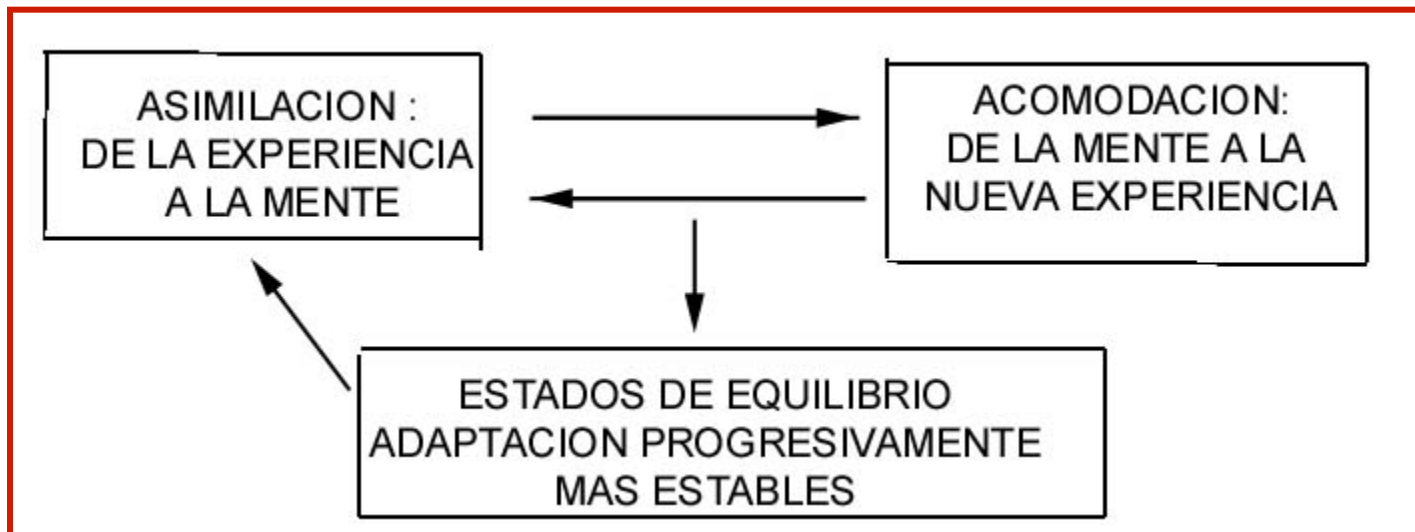 ASIMILACION :
DE LA EXPERIENCIA
A LA MENTE
ACOMODACION:
DE LA MENTE A LA
NUEVA EXPERIENCIA
ESTADOS DE EQUILIBRIO
ADAPTACION PROGRESIVAMENTE
MAS ESTABLES